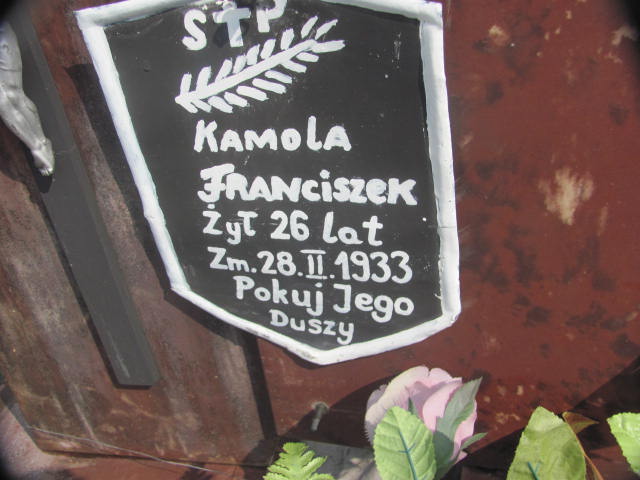 STP
KAMOLA
FRANCISZEK
Żył 26 lat
Zm. 28.II.1933
Pokuj Jego
Duszy